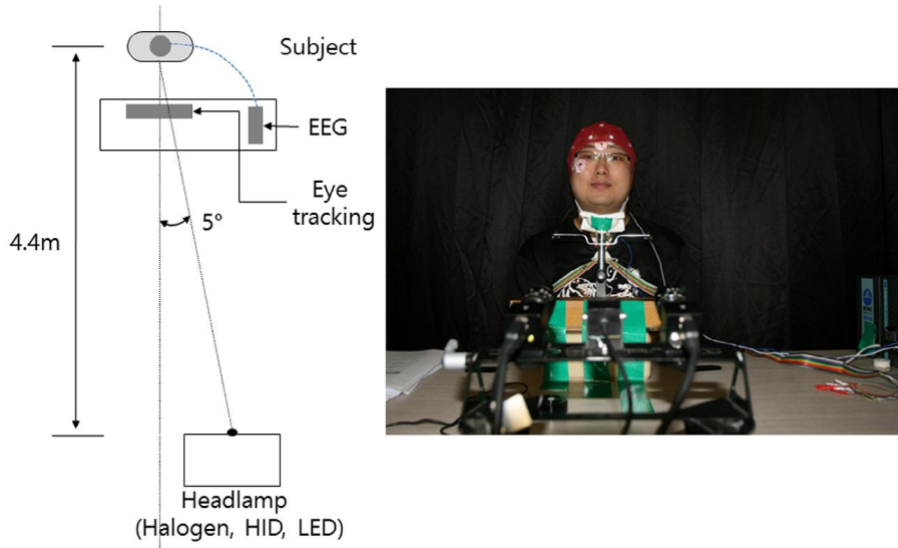 Subject
EEG
Eye
tracking
5°
4.4m
Headlamp
(Halogen, HID, LED)